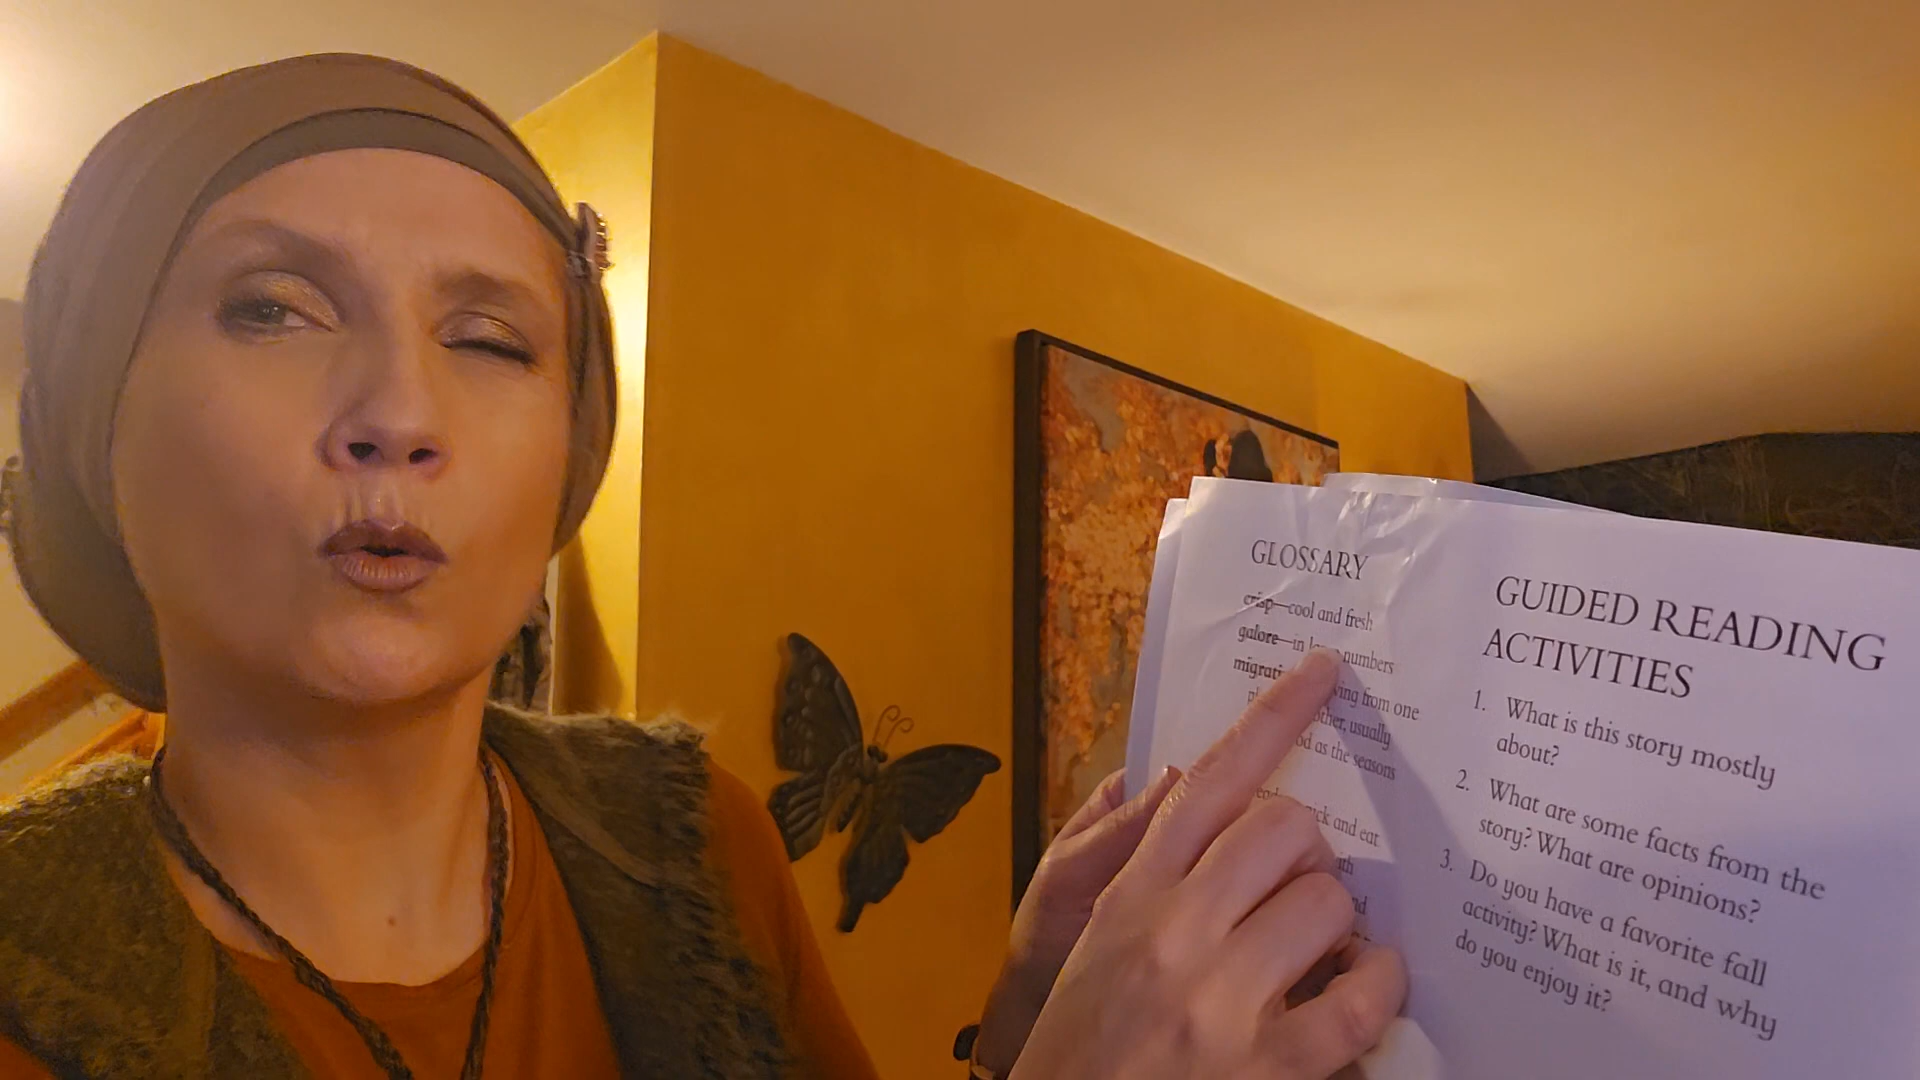 GLOSSARY
crisp—cool and fresh
galore—in numbers
from one
usually
as the seasons
and eat
GUIDED READING
ACTIVITIES
1. What is this story mostly
about?
2. What are some facts from the
story? What are opinions?
3. Do you have a favorite fall
activity? What is it, and why
do you enjoy it?